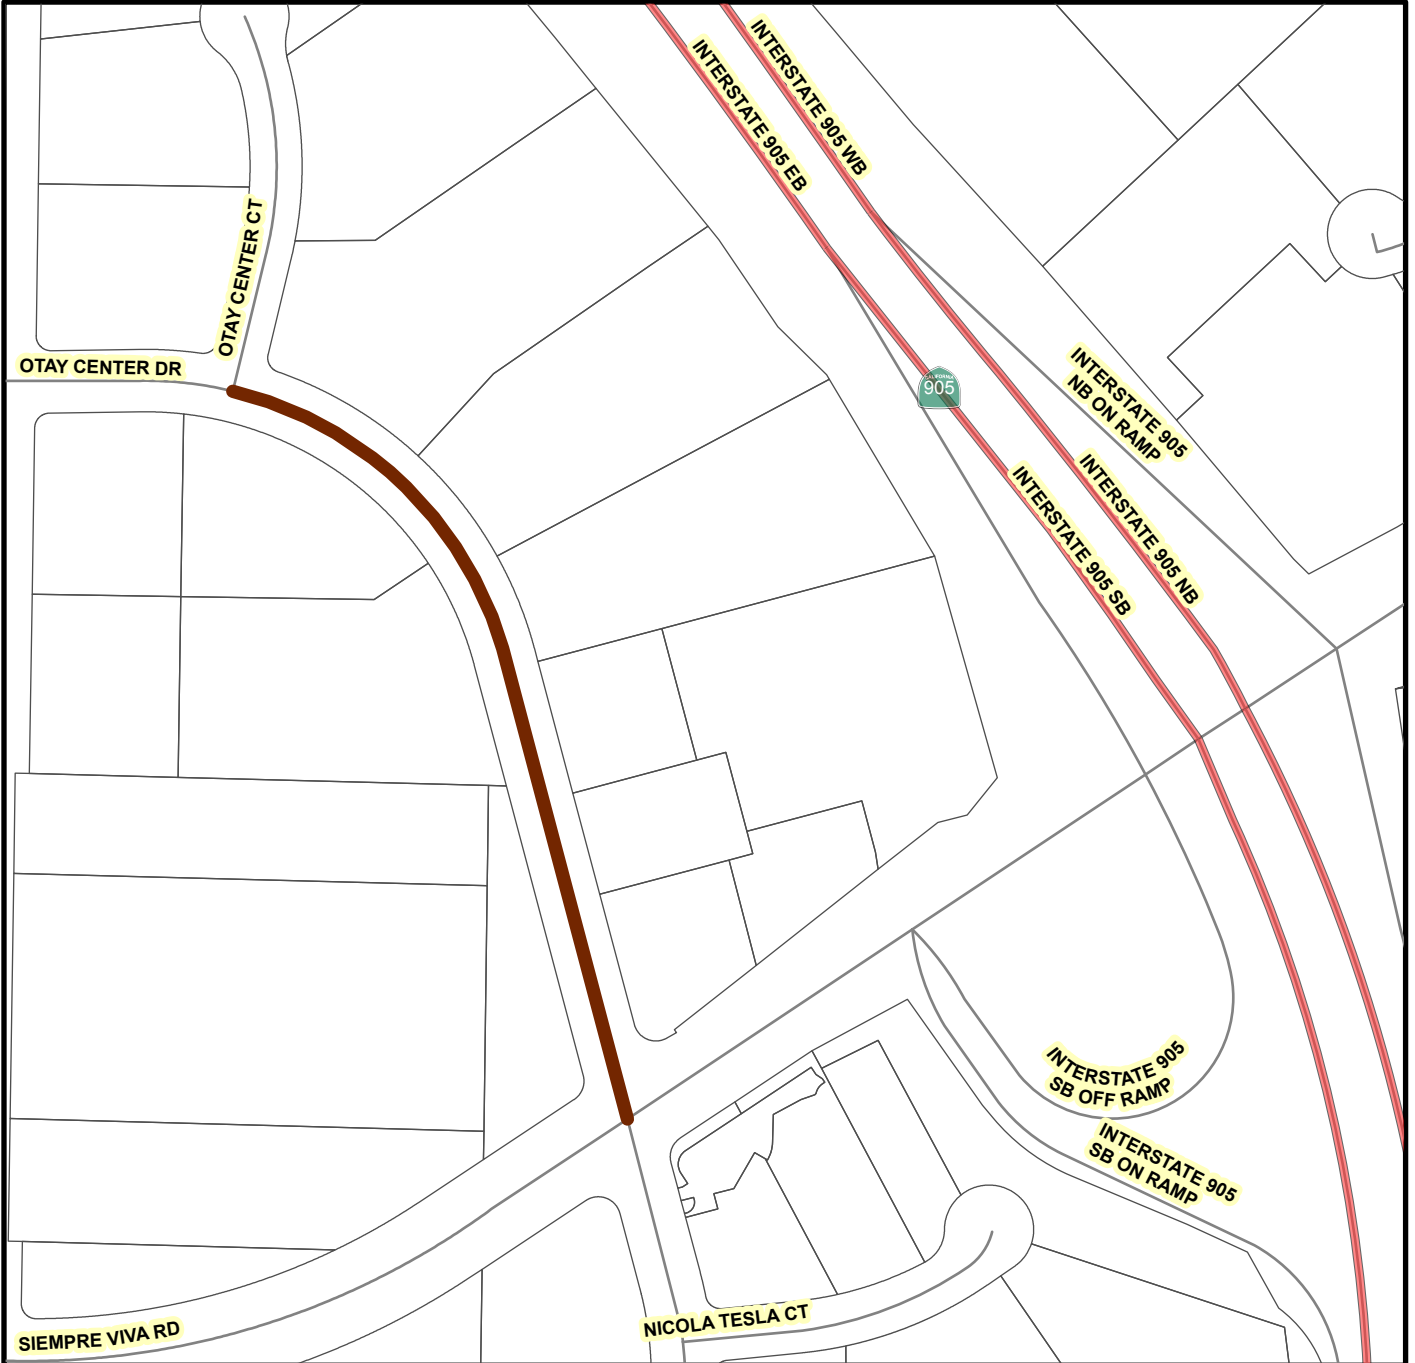 INTERSTATE 905 WB
INTERSTATE 905 EB
OTAY CENTER CT
OTAY CENTER DR
CALIFORNIA
905
INTERSTATE 905
NB ON RAMP
INTERSTATE 905 NB
INTERSTATE 905 SB
INTERSTATE 905
SB OFF RAMP
INTERSTATE 905
SB ON RAMP
NICOLA TESLA CT
SIEMPRE VIVA RD